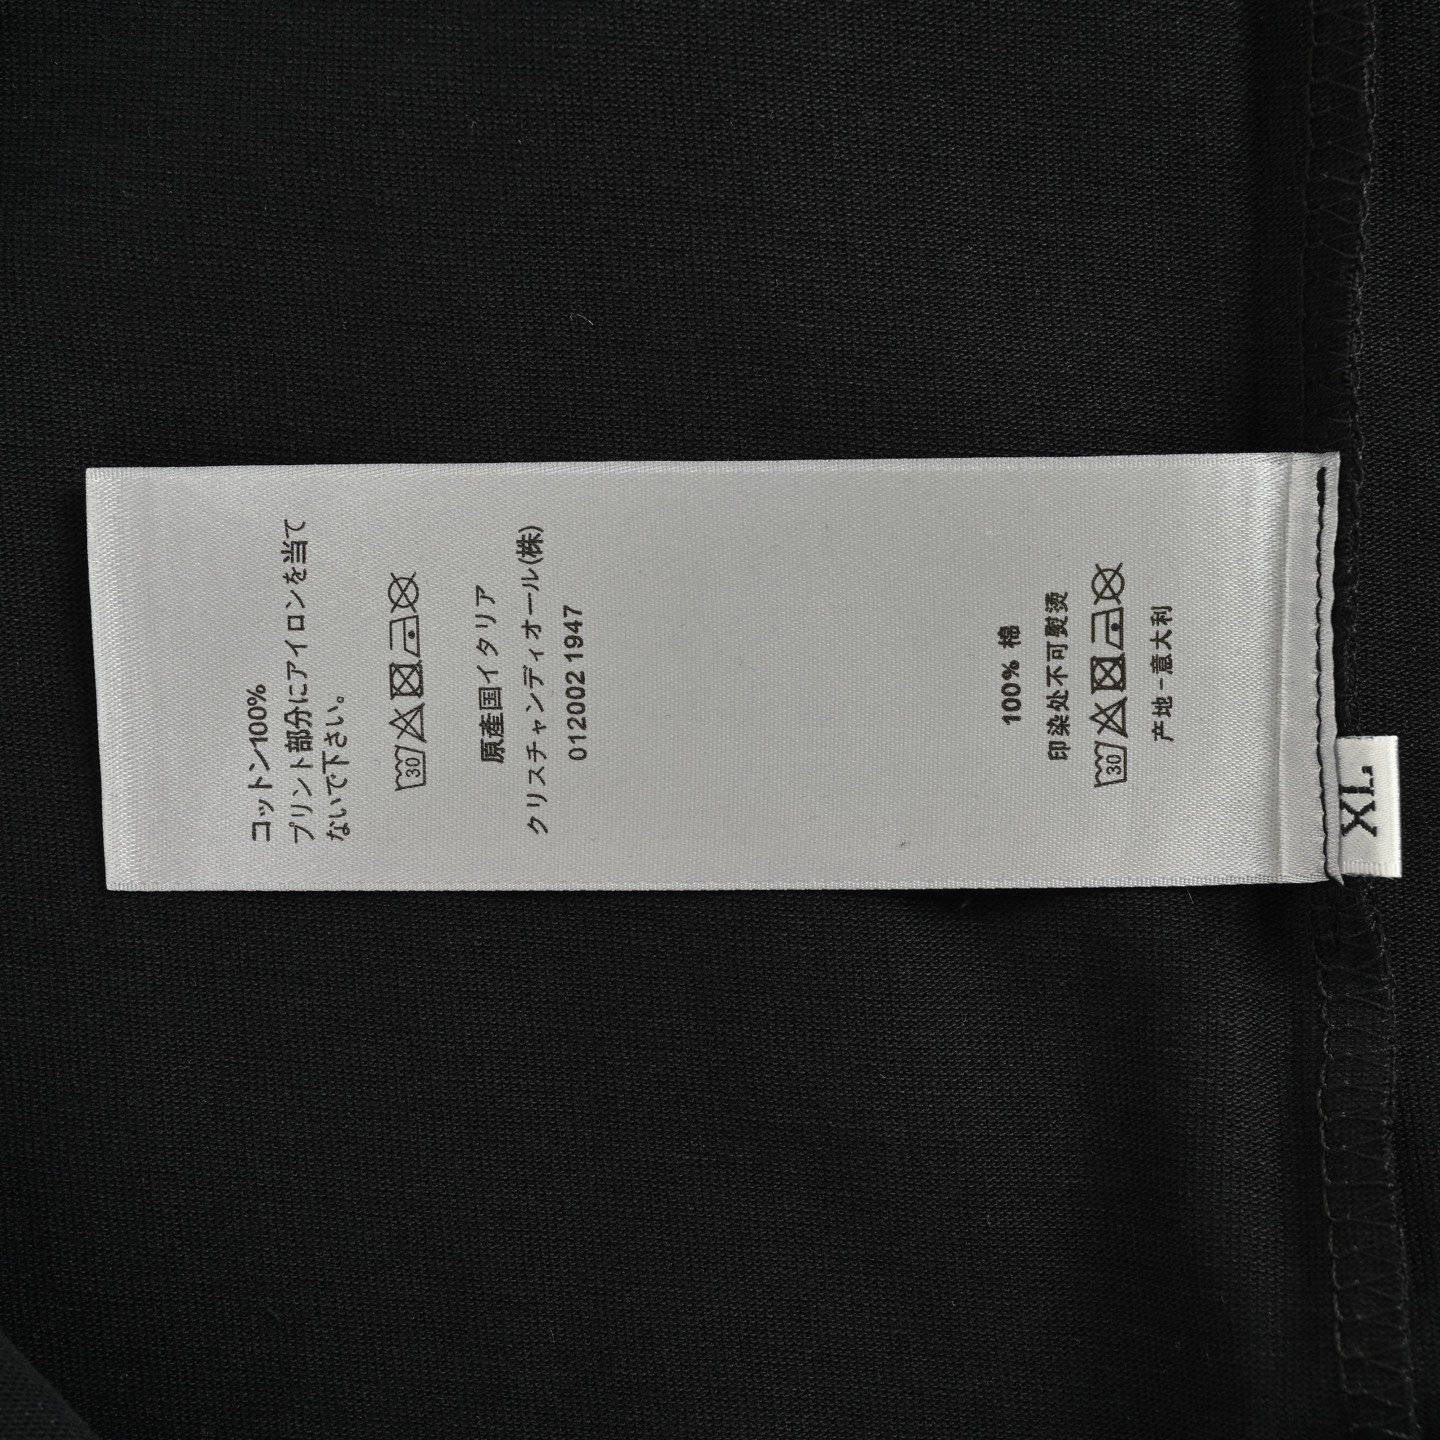 コットン100%
プリント部分にアイロンを当て
ないで下さい。
30
原産国イタリア
クリスチャンディオール(株)
0120021947
100% 棉
印染处不可熨烫
30
产地-意大利
XL